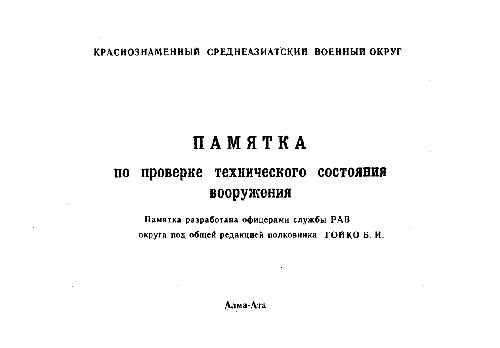 КРАСНОЗНАМЕННЫЙ СРЕДНЕАЗИАТСКИЙ ВОЕННЫЙ ОКРУГ
ПАМЯТКА
по проверке технического состояния
вооружения
Памятка разработана офицерами службы РАВ
округа под общей редакцией полковника ГОЙКО Б. И.
Алма-Ата